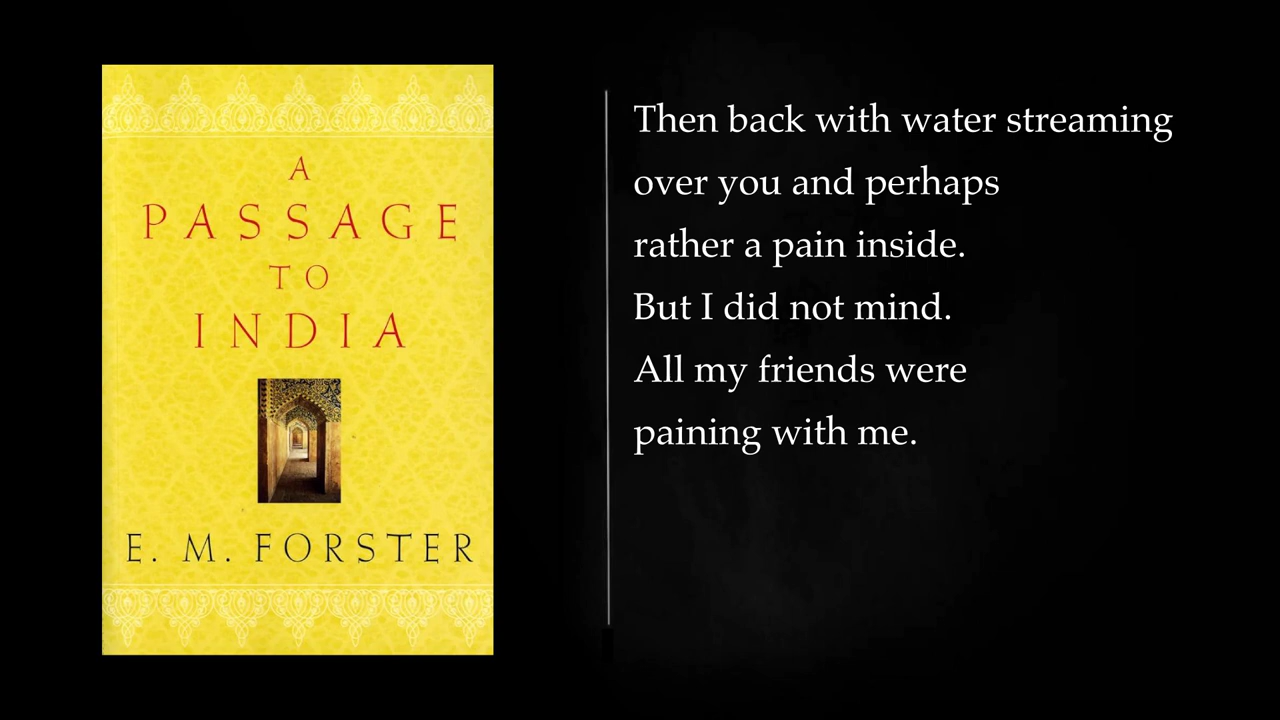 A
PASSAGE
TO
INDIA
E. M. FORSTER
Then back with water streaming
over you and perhaps
rather a pain inside.
But I did not mind.
All my friends were
paining with me.